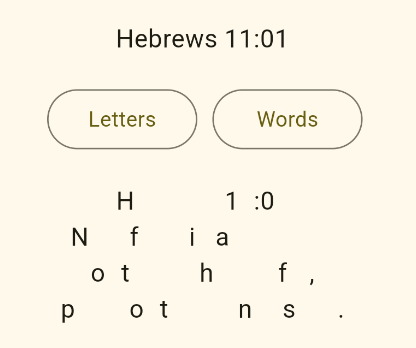 Hebrews 11:01
Letters Words
H 1 :0
N f i a
o t h f ,
p o t n s .